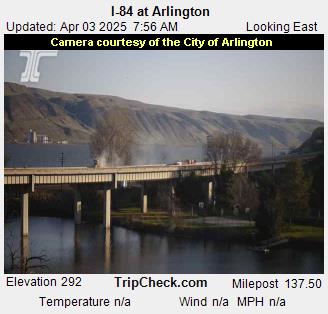 I-84 at Arlington
Updated: Apr 03 2025 7:56 AM Looking East
Camera courtesy of the City of Arlington
Elevation 292 TripCheck.com Milepost 137.50
Temperature n/a Wind n/a MPH n/a